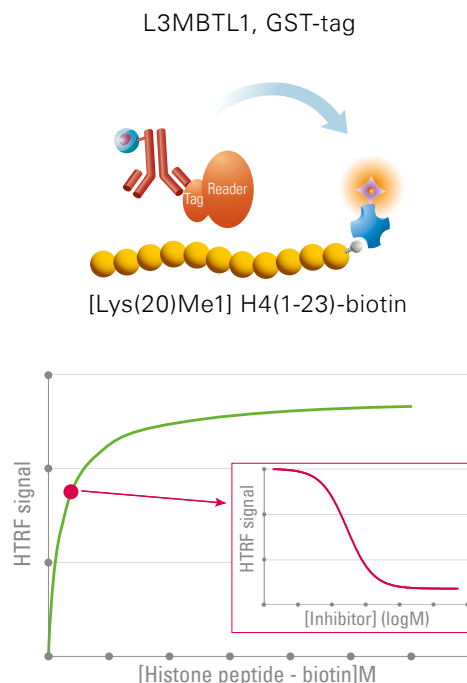 L3MBTL1, GST-tag
Reader
Tag
[Lys(20)Me1] H4(1-23)-biotin
HTRF signal
HTRF signal
[Inhibitor] (logM)
[Histone peptide - biotin]M